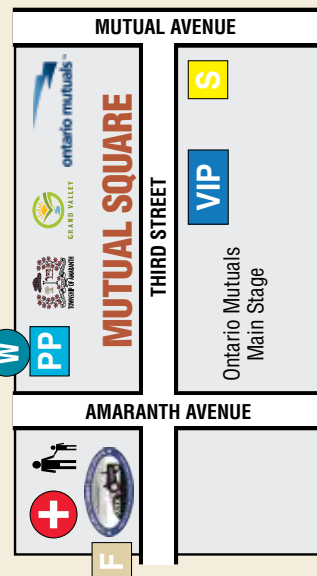 MUTUAL AVENUE
ontario mutuals™
GRAND VALLEY
TOWNSHIP OF AMARANTH
MUTUAL SQUARE
W
PP
THIRD STREET
S
VIP
Ontario Mutuals
Main Stage
AMARANTH AVENUE
F